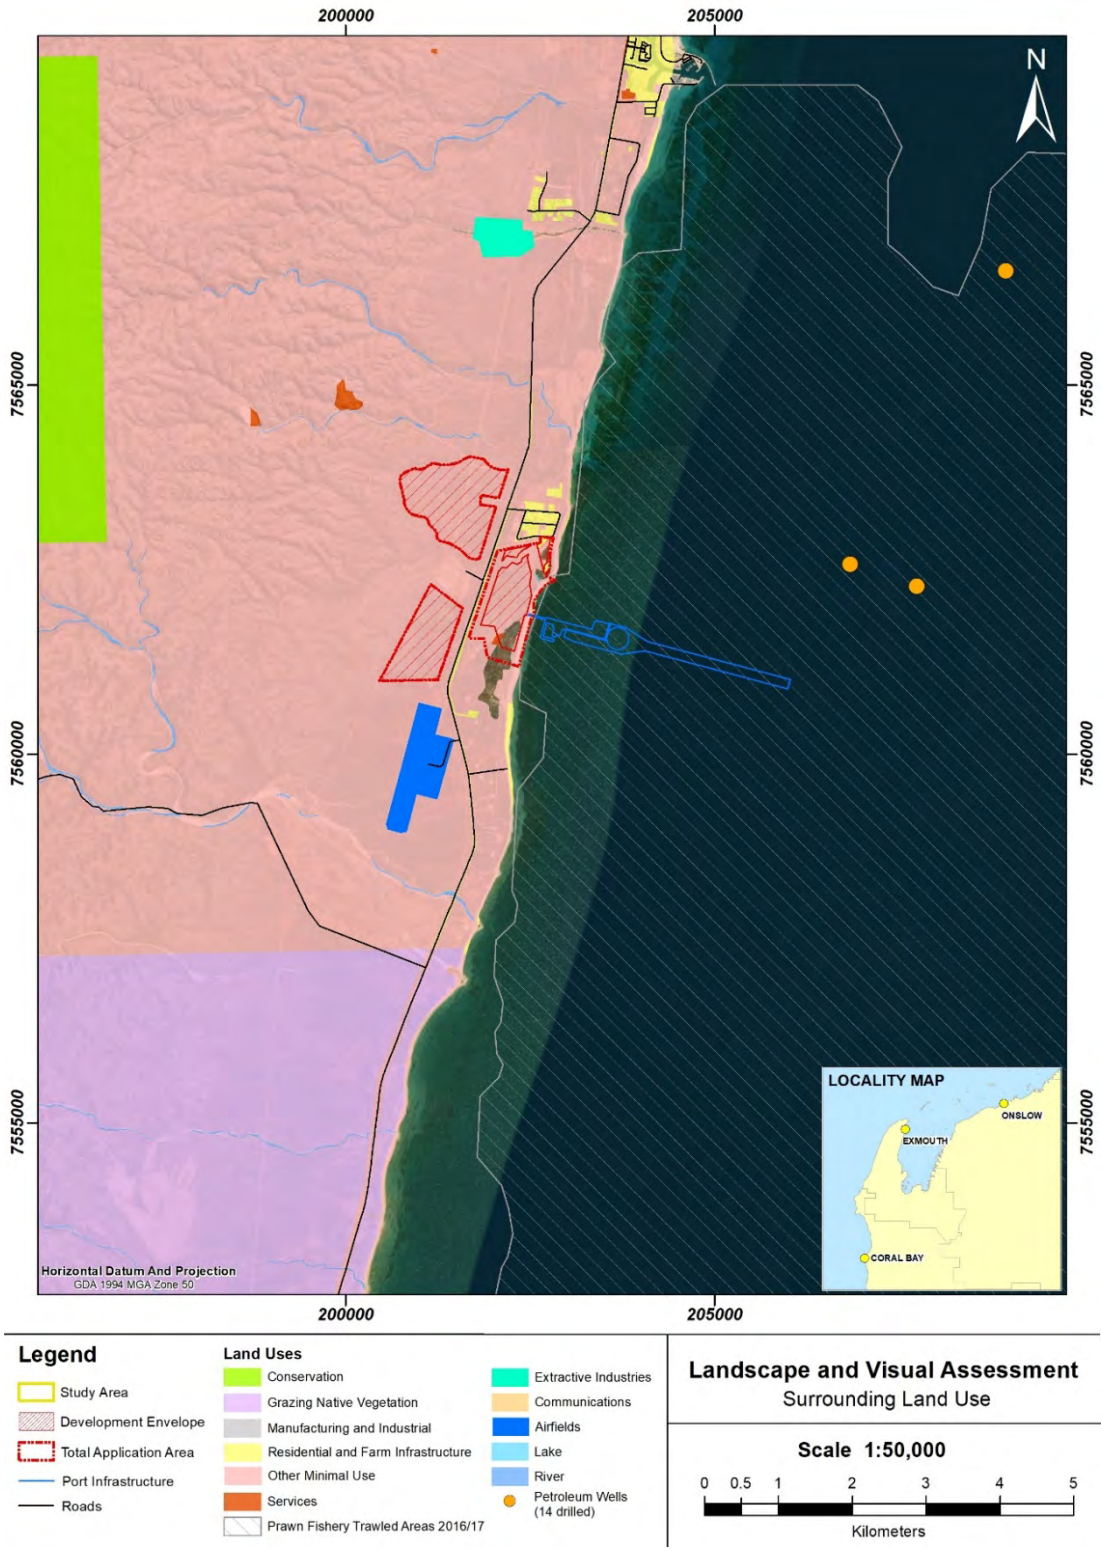 200000
205000
N
7565000
7565000
7560000
7560000
7555000
7555000
LOCALITY MAP
ONSLOW
EXMOUTH
CORAL BAY
Horizontal Datum And Projection
GDA 1994 MGA Zone 50
200000
205000
Legend
Study Area
Development Envelope
Total Application Area
Port Infrastructure
Roads
Land Uses
Conservation
Grazing Native Vegetation
Manufacturing and Industrial
Residential and Farm Infrastructure
Other Minimal Use
Services
Prawn Fishery Trawled Areas 2016/17
Extractive Industries
Communications
Airfields
Lake
River
Petroleum Wells
(14 drilled)
Landscape and Visual Assessment
Surrounding Land Use
Scale 1:50,000
0 0.5 1 2 3 4 5
Kilometers